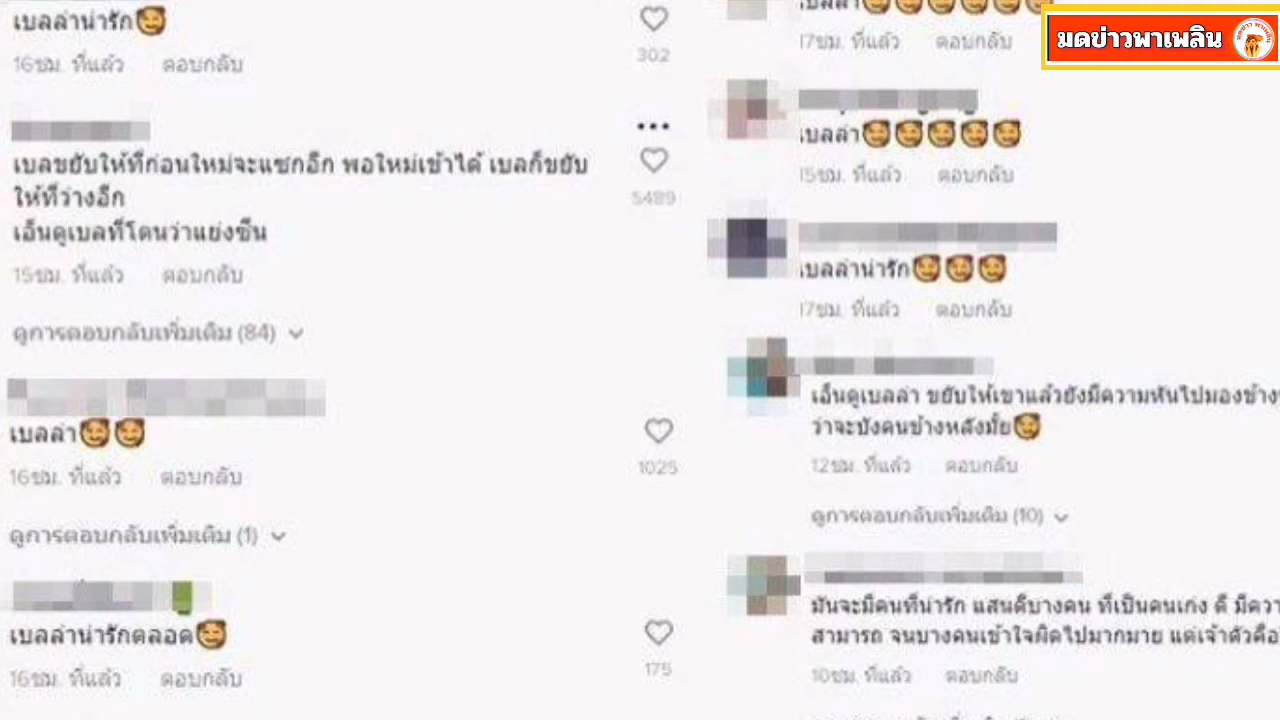 เบลล่าน่ารัก🥰
302
16ชม. ที่แล้ว ตอบกลับ
เบลขยับให้ที่ก่อนใหม่จะแซกอีก พอใหม่เข้าได้ เบลก็ขยับ
ให้ที่ว่างอีก
5489
เอ็นดูเบลที่โดนว่าแย่งซีน
15ชม. ที่แล้ว ตอบกลับ
ดูการตอบกลับเพิ่มเติม (84)
เบลล่า🥰🥰
1025
16ชม. ที่แล้ว ตอบกลับ
ดูการตอบกลับเพิ่มเติม (1)
เบลล่าน่ารักตลอด🥰
175
16ชม. ที่แล้ว ตอบกลับ
17ชม. ที่แล้ว ตอบกลับ
เบลล่า🥰🥰🥰🥰🥰
15ชม. ที่แล้ว ตอบกลับ
เบลล่าน่ารัก🥰🥰🥰
17ชม. ที่แล้ว ตอบกลับ
เอ็นดูเบลล่า ขยับให้เขาแล้วยังมีความหันไปมองข้าง
ว่าจะบังคนข้างหลังมั้ย🥰
12ชม. ที่แล้ว ตอบกลับ
ดูการตอบกลับเพิ่มเติม (10)
มันจะมีคนที่น่ารัก แสนดีบางคน ที่เป็นคนเก่ง ดี มีควา
สามารถ จนบางคนเข้าใจผิดไปมากมาย แต่เจ้าตัวคือ
10ชม. ที่แล้ว ตอบกลับ
มดข่าวพาเพลิน